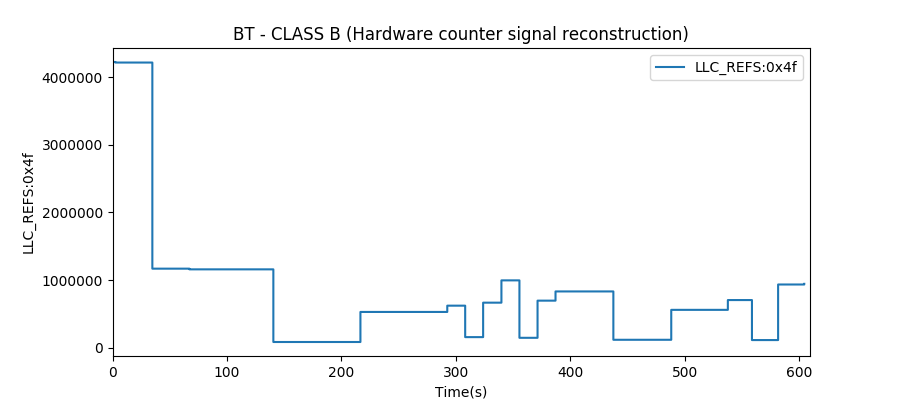 BT - CLASS B (Hardware counter signal reconstruction)
LLC_REFS:0x4f
4000000
3000000
2000000
1000000
0
LLC_REFS:0x4f
0 100 200 300 400 500 600
Time(s)